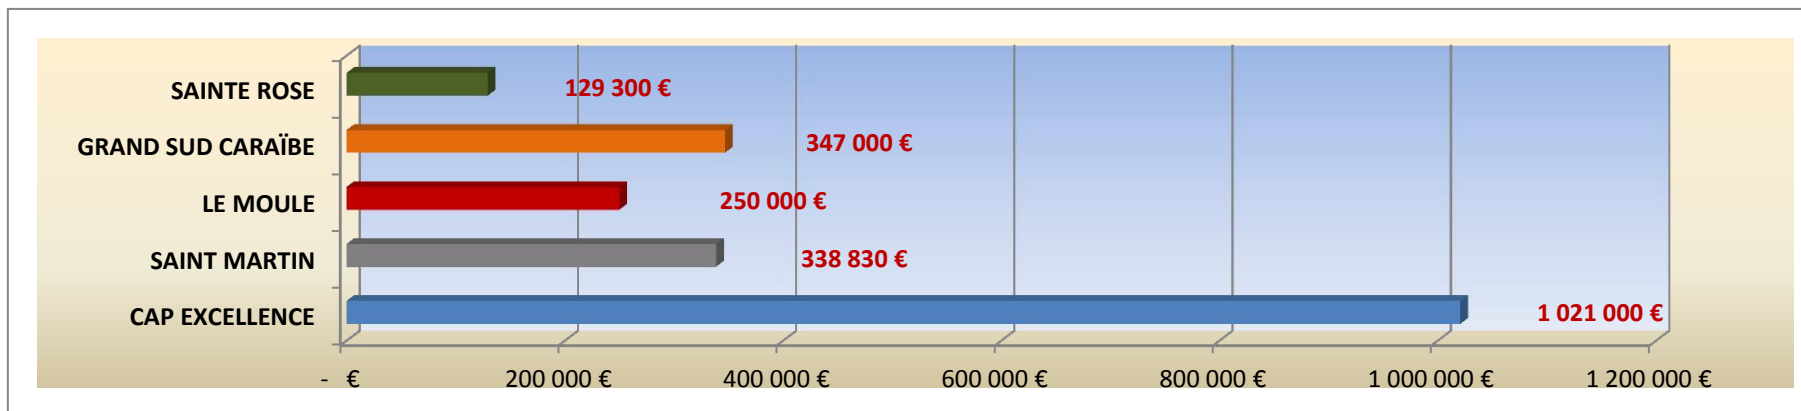 SAINTE ROSE 129 300 €
GRAND SUD CARAÏBE 347 000 €
LE MOULE 250 000 €
SAINT MARTIN 338 830 €
CAP EXCELLENCE 1 021 000 €
- € 200 000 € 400 000 € 600 000 € 800 000 € 1 000 000 € 1 200 000 €